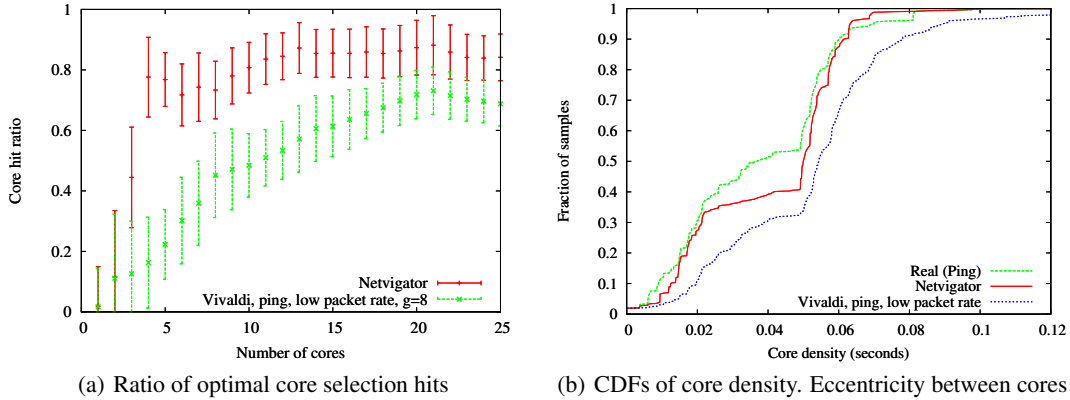 Core hit ratio
1
0.8
0.6
0.4
0.2
0
0 5 10 15 20 25
Number of cores
Netvigator
Vivaldi, ping, low packet rate, g=8
(a) Ratio of optimal core selection hits
Fraction of samples
1
0.9
0.8
0.7
0.6
0.5
0.4
0.3
0.2
0.1
0
0 0.02 0.04 0.06 0.08 0.1 0.12
Core density (seconds)
Real (Ping)
Netvigator
Vivaldi, ping, low packet rate
(b) CDFs of core density. Eccentricity between cores